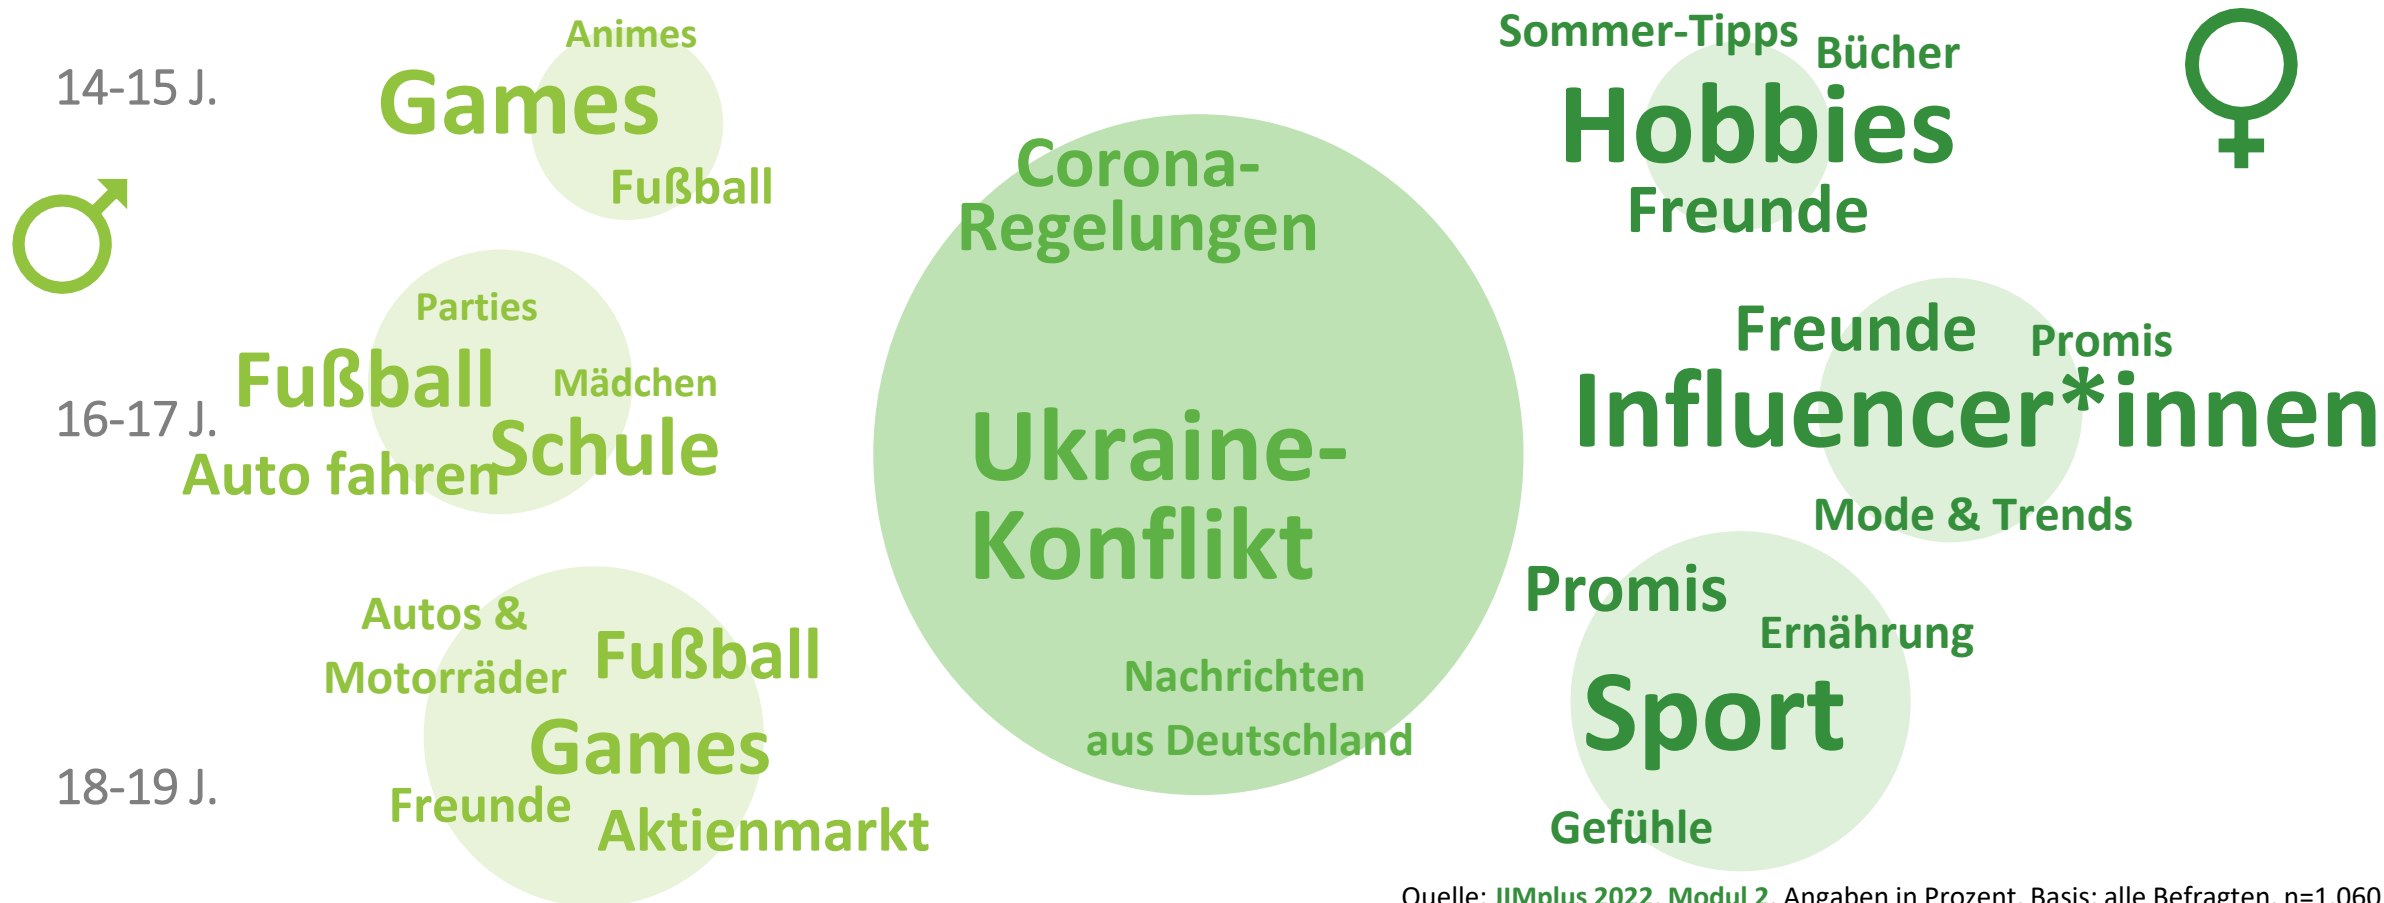 14-15 J.
Animes
Games
Fußball
16-17 J.
Parties
Fußball
Mädchen
Schule
Auto fahren
18-19 J.
Autos &
Motorräder
Fußball
Games
Freunde
Aktienmarkt
Corona-
Regelungen
Ukraine-
Konflikt
Nachrichten
aus Deutschland
Sommer-Tipps
Bücher
Hobbies
Freunde
Freunde
Promis
Influencer*innen
Mode & Trends
Promis
Ernährung
Sport
Gefühle
Quelle: JIMplus 2022, Modul 2, Angaben in Prozent, Basis: alle Befragten, n=1.060